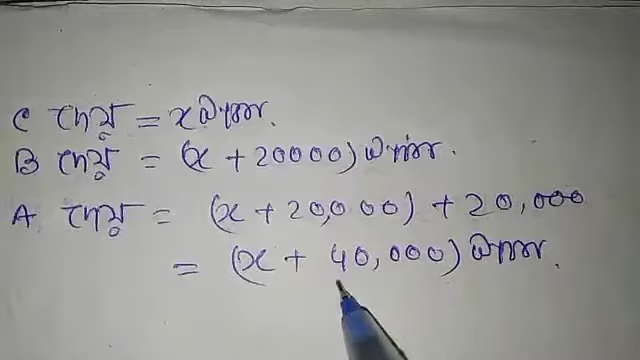 C দেয় = x টাকা.
B দেয় = (x + 20000) টাকা.
A. দেয় = (x + 20,000) + 20,000
= (x + 40,000) টাকা.